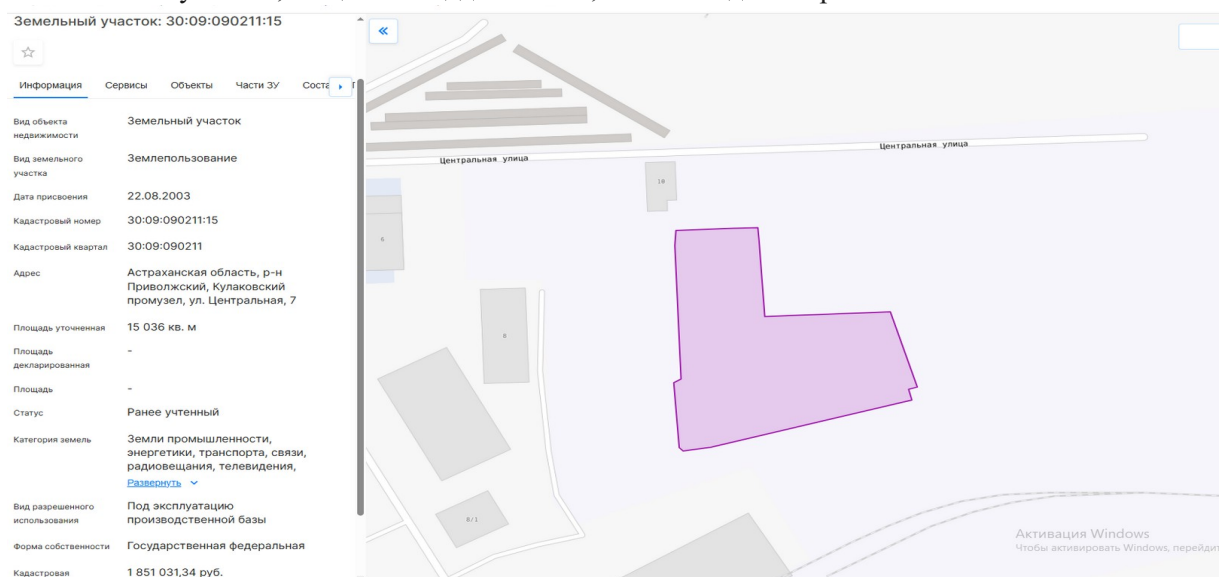 Земельный участок: 30:09:090211:15
Информация Сервисы Объекты Части ЗУ Соста
Вид объекта недвижимости
Земельный участок
Вид земельного участка
Землепользование
Дата присвоения
22.08.2003
Кадастровый номер
30:09:090211:15
Кадастровый квартал
30:09:090211
Адрес
Астраханская область, р-н
Приволжский, Кулаковский
промузел, ул. Центральная, 7
Площадь уточненная
15 036 кв. м
Площадь декларированная
-
Площадь
-
Статус
Ранее учтенный
Категория земель
Земли промышленности,
энергетики, транспорта, связи,
радиовещания, телевидения,
Развернуть
Вид разрешенного использования
Под эксплуатацию
производственной базы
Форма собственности
Государственная федеральная
Кадастровая
1 851 031,34 руб.
Центральная улица
Центральная улица
10
6
8/1
Активация Windows
Чтобы активировать Windows, перейди